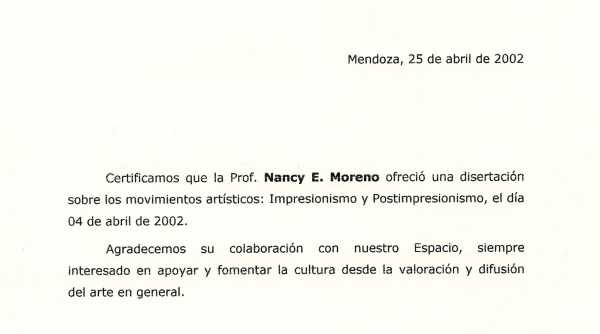 Mendoza, 25 de abril de 2002
Certificamos que la Prof. Nancy E. Moreno ofreció una disertación
sobre los movimientos artísticos: Impresionismo y Postimpresionismo, el día
04 de abril de 2002.
Agradecemos su colaboración con nuestro Espacio, siempre
interesado en apoyar y fomentar la cultura desde la valoración y difusión
del arte en general.